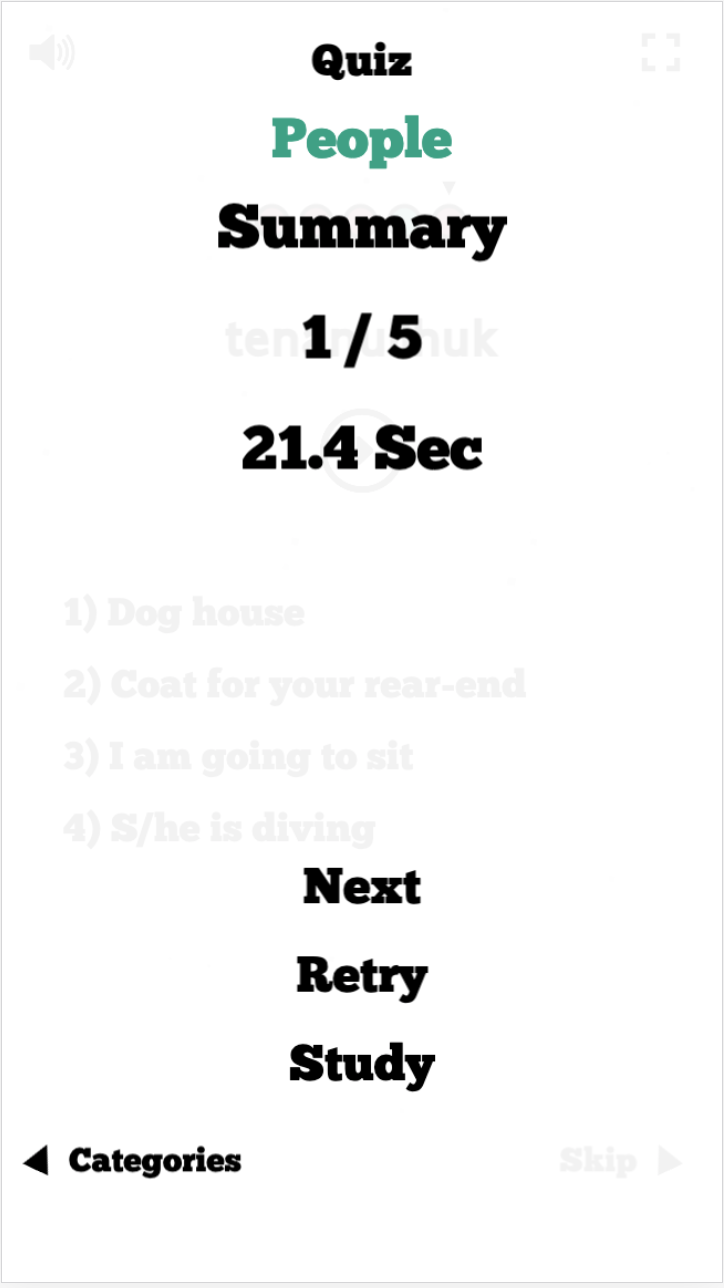 Quiz
People
Summary
1 / 5
21.4 Sec
1) Dog house
2) Coat for your rear-end
3) I am going to sit
4) S/he is diving
Next
Retry
Study
Categories
Skip